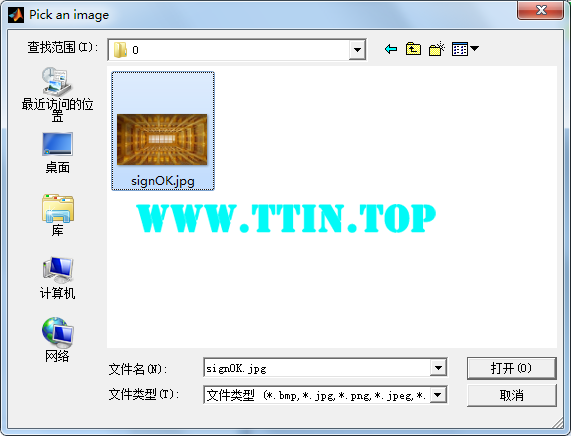 Pick an image
查找范围(I):
0
最近访问的位
置
signOK.jpg
桌面
WWW.TTIN.TOP
库
计算机
网络
文件名(N):
signOK.jpg
打开(O)
文件类型(T):
文件类型 (*.bmp,*.jpg,*.png,*.jpeg,*.
取消